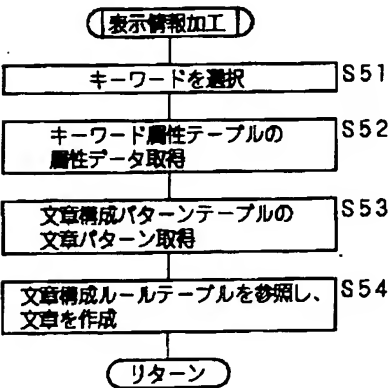 表示情報加工
キーワードを選択 S51
キーワード属性テーブルの S52
属性データ取得
文章構成パターンテーブルの S53
文章パターン取得
文章構成ルールテーブルを参照し、 S54
文章を作成
リターン